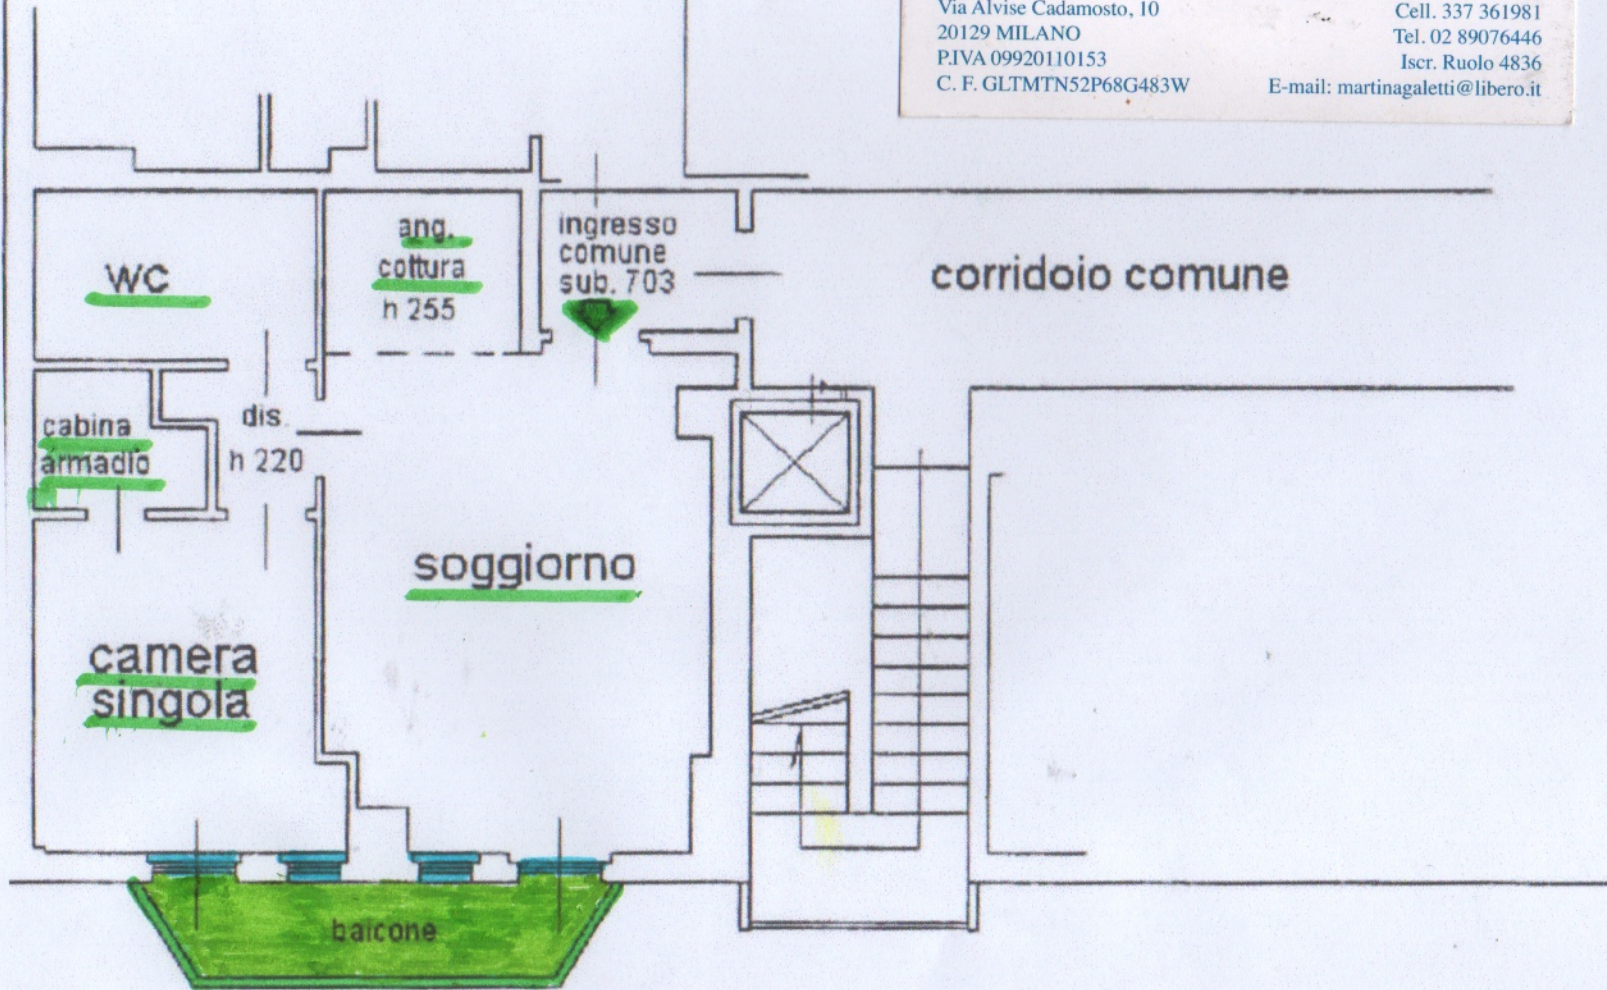 Via Alvise Cadamosto, 10
20129 MILANO
P.IVA 09920110153
C. F. GLTMTN52P68G483W
Cell. 337 361981
Tel. 02 89076446
Iscr. Ruolo 4836
E-mail: martinagaletti@libero.it
wc
ang.
cottura
h 255
ingresso
comune
sub. 703
corridoio comune
cabina
armadio
dis.
h 220
soggiorno
camera
singola
balcone